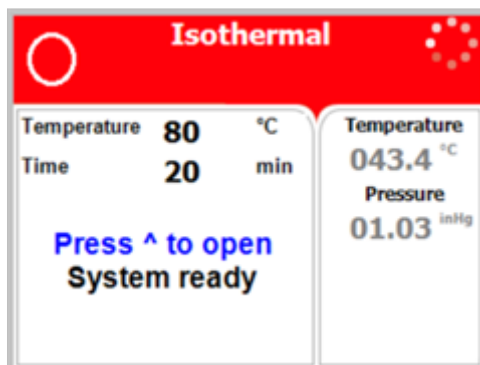 Isothermal
Temperature 80 °C
Time 20 min
Press ^ to open
System ready
Temperature
043.4 °C
Pressure
01.03 inHg